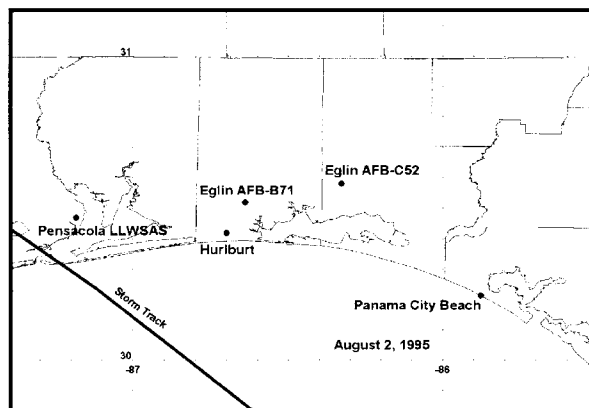 31
Eglin AFB-C52
Eglin AFB-B71
Pensacola LLWSAS
Hurlburt
Storm Track
Panama City Beach
August 2, 1995
30
-87
-86